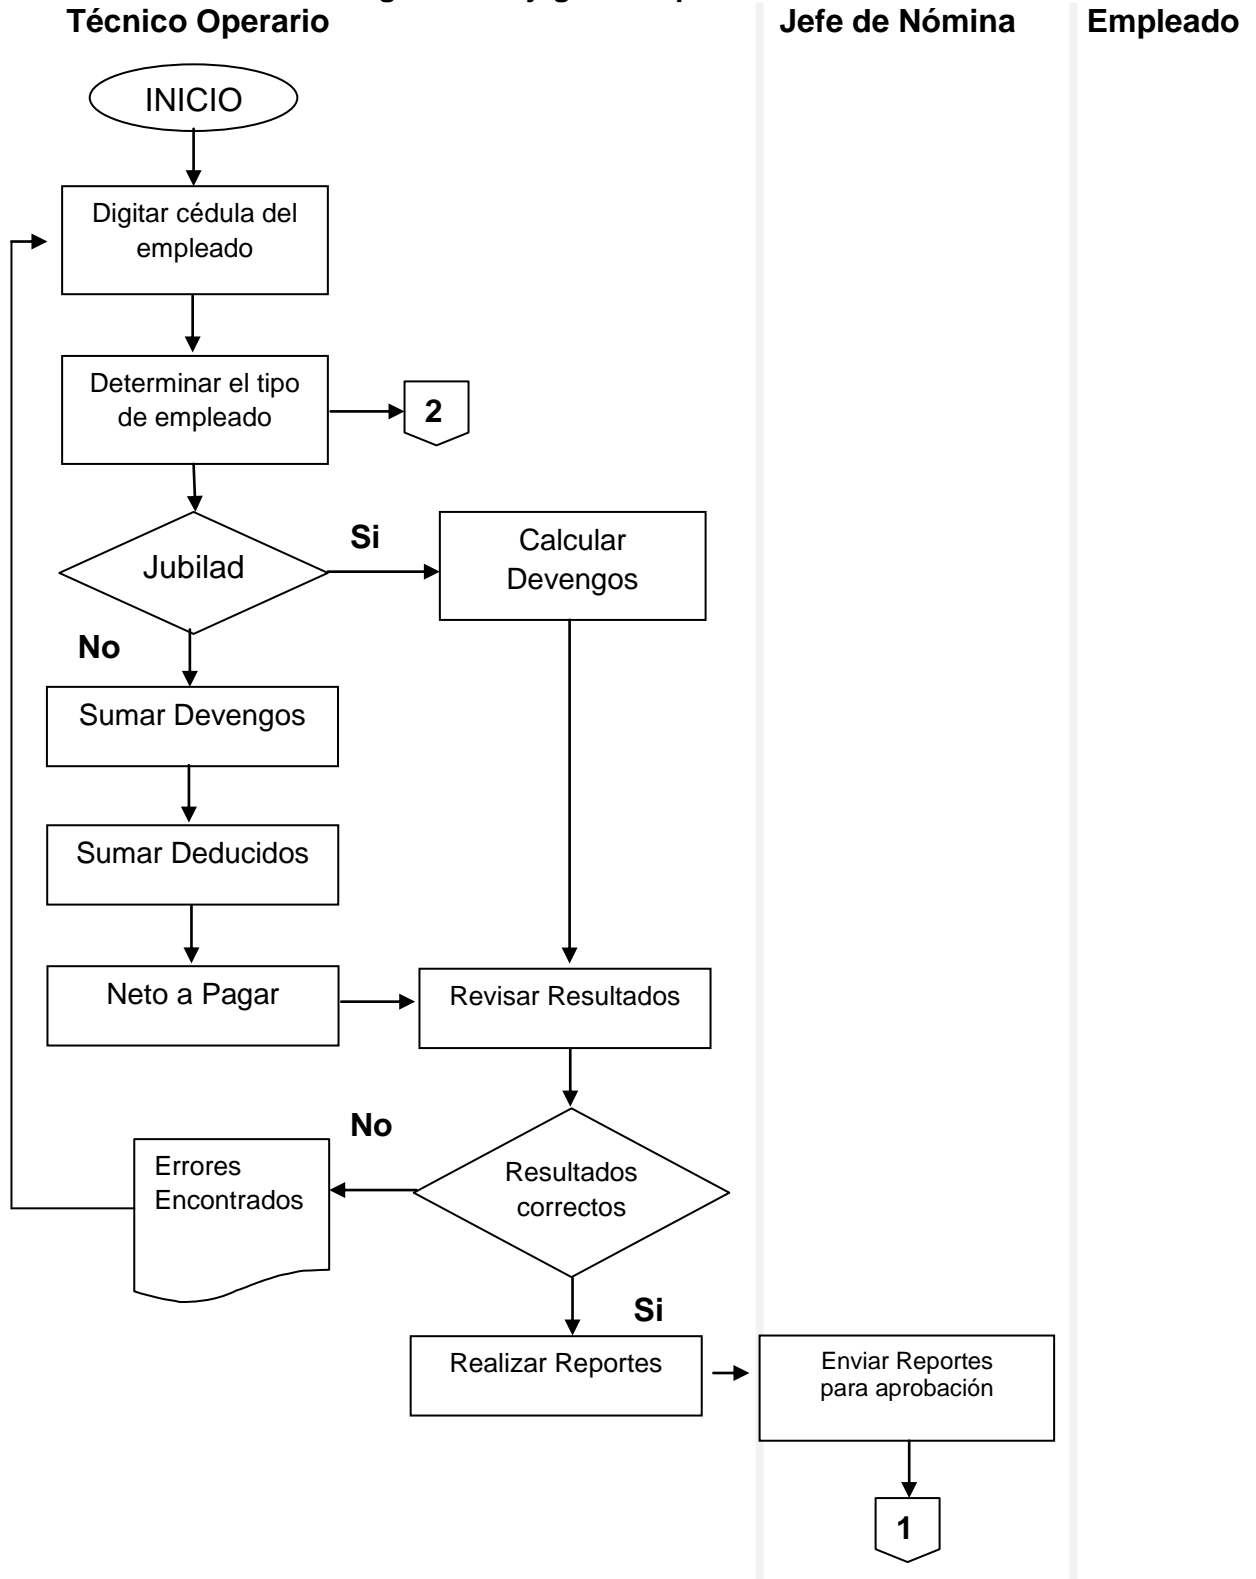 Técnico Operario
Jefe de Nómina
Empleado
INICIO
Digitar cédula del
empleado
Determinar el tipo
de empleado
2
Jubilad
Si
Calcular
Devengos
No
Sumar Devengos
Sumar Deducidos
Neto a Pagar
Revisar Resultados
No
Errores
Encontrados
Resultados
correctos
Si
Realizar Reportes
Enviar Reportes
para aprobación
1